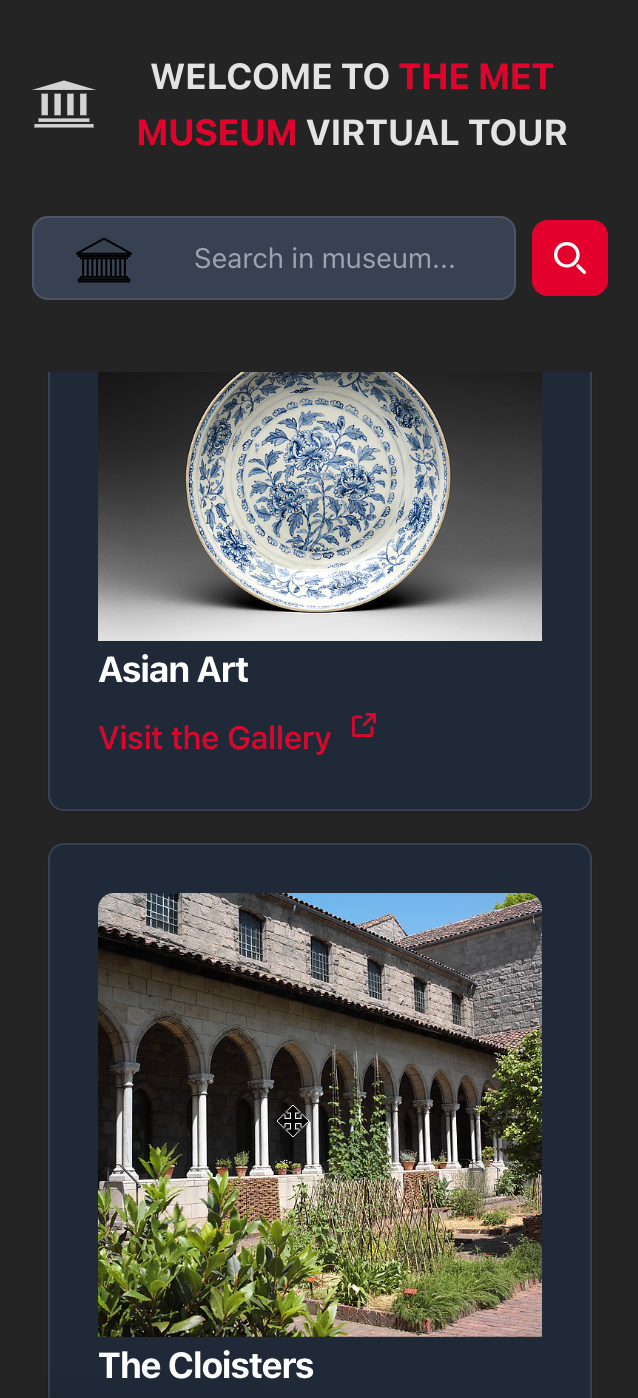 WELCOME TO THE MET
MUSEUM VIRTUAL TOUR
Search in museum...
Asian Art
Visit the Gallery
The Cloisters